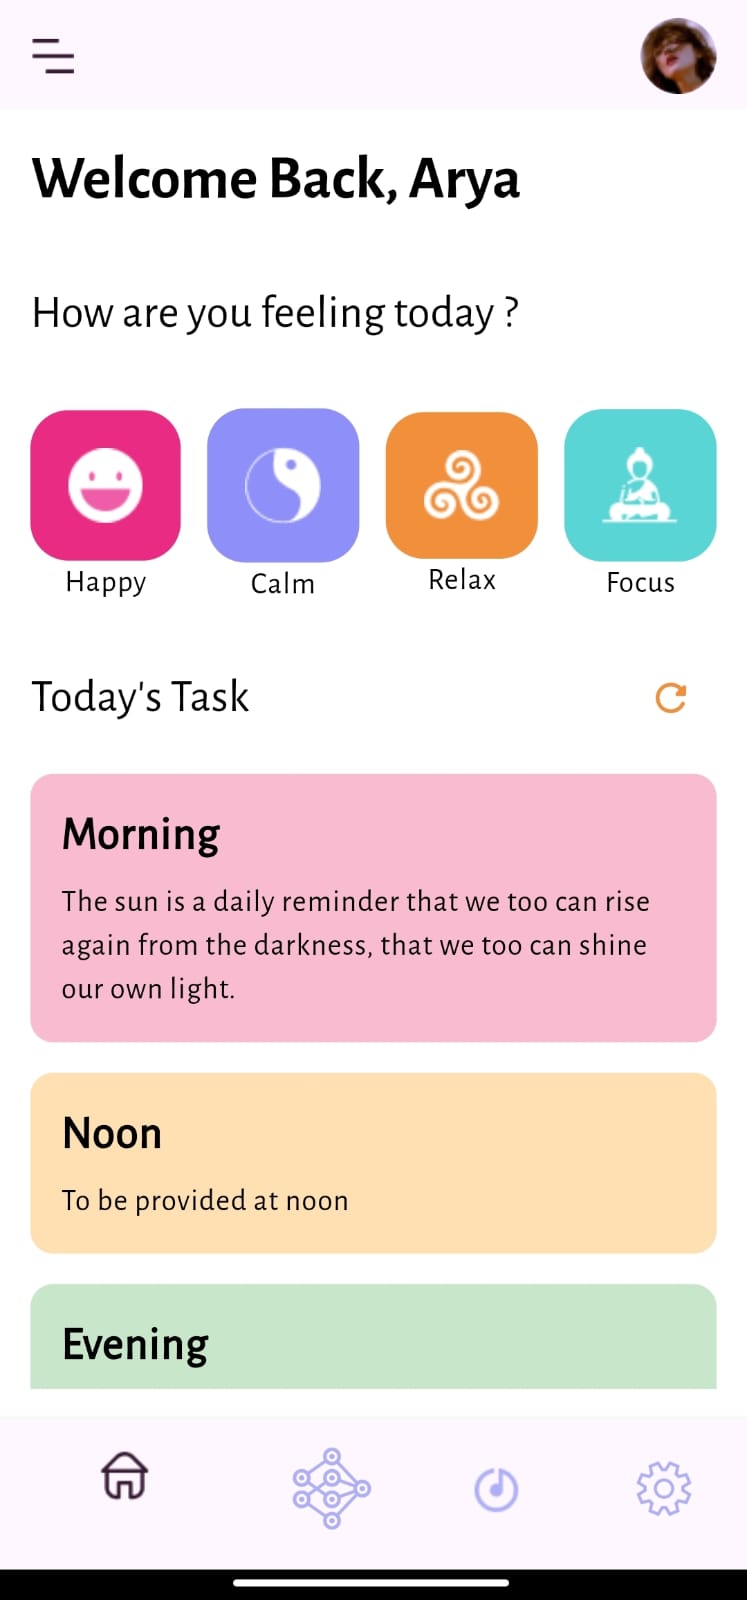 Welcome Back, Arya
How are you feeling today ?
Happy
Calm
Relax
Focus
Today's Task
Morning
The sun is a daily reminder that we too can rise
again from the darkness, that we too can shine
our own light.
Noon
To be provided at noon
Evening